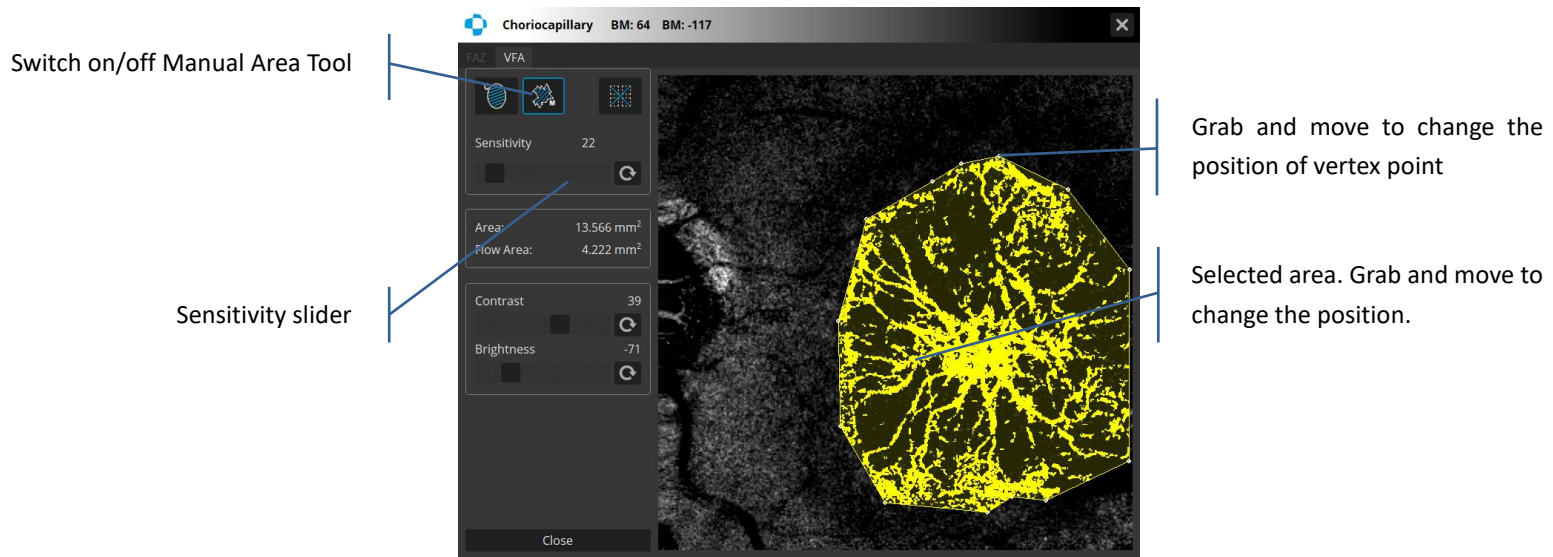 Choriocapillary BM: 64 BM: -117
Switch on/off Manual Area Tool
FAZ VFA
M
Sensitivity 22
Area: 13.566 mm²
Flow Area: 4.222 mm²
Sensitivity slider
Contrast 39
Brightness -71
Close
Grab and move to change the
position of vertex point
Selected area. Grab and move to
change the position.